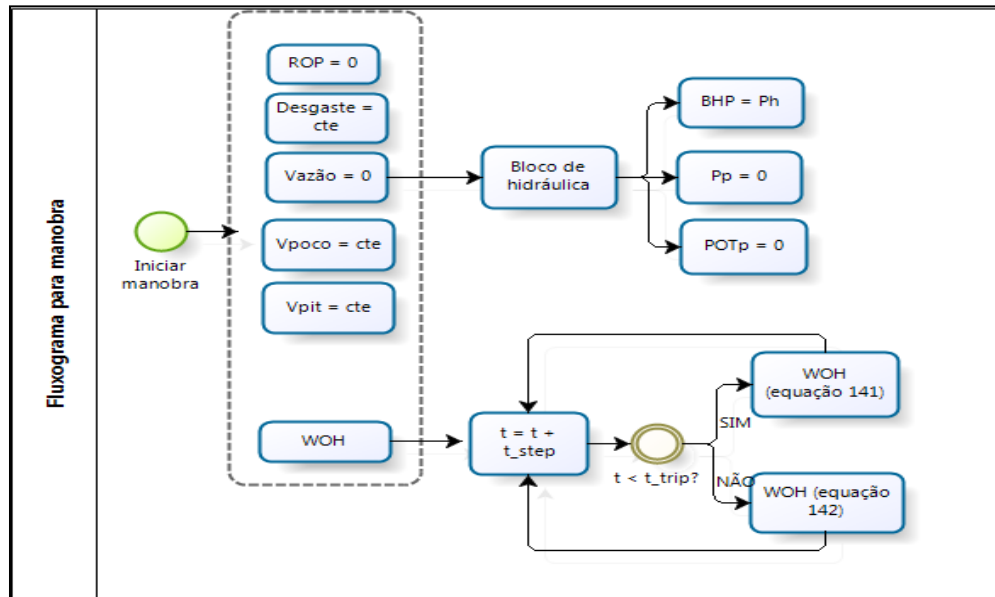 Fluxograma para manobra
Iniciar
manobra
ROP = 0
Desgaste =
cte
Vazão = 0
Vpoco = cte
Vpit = cte
WOH
Bloco de
hidráulica
BHP = Ph
Pp = 0
POTp = 0
t = t +
t_step
t < t_trip?
SIM
NÃO
WOH
(equação 141)
WOH (equação
142)